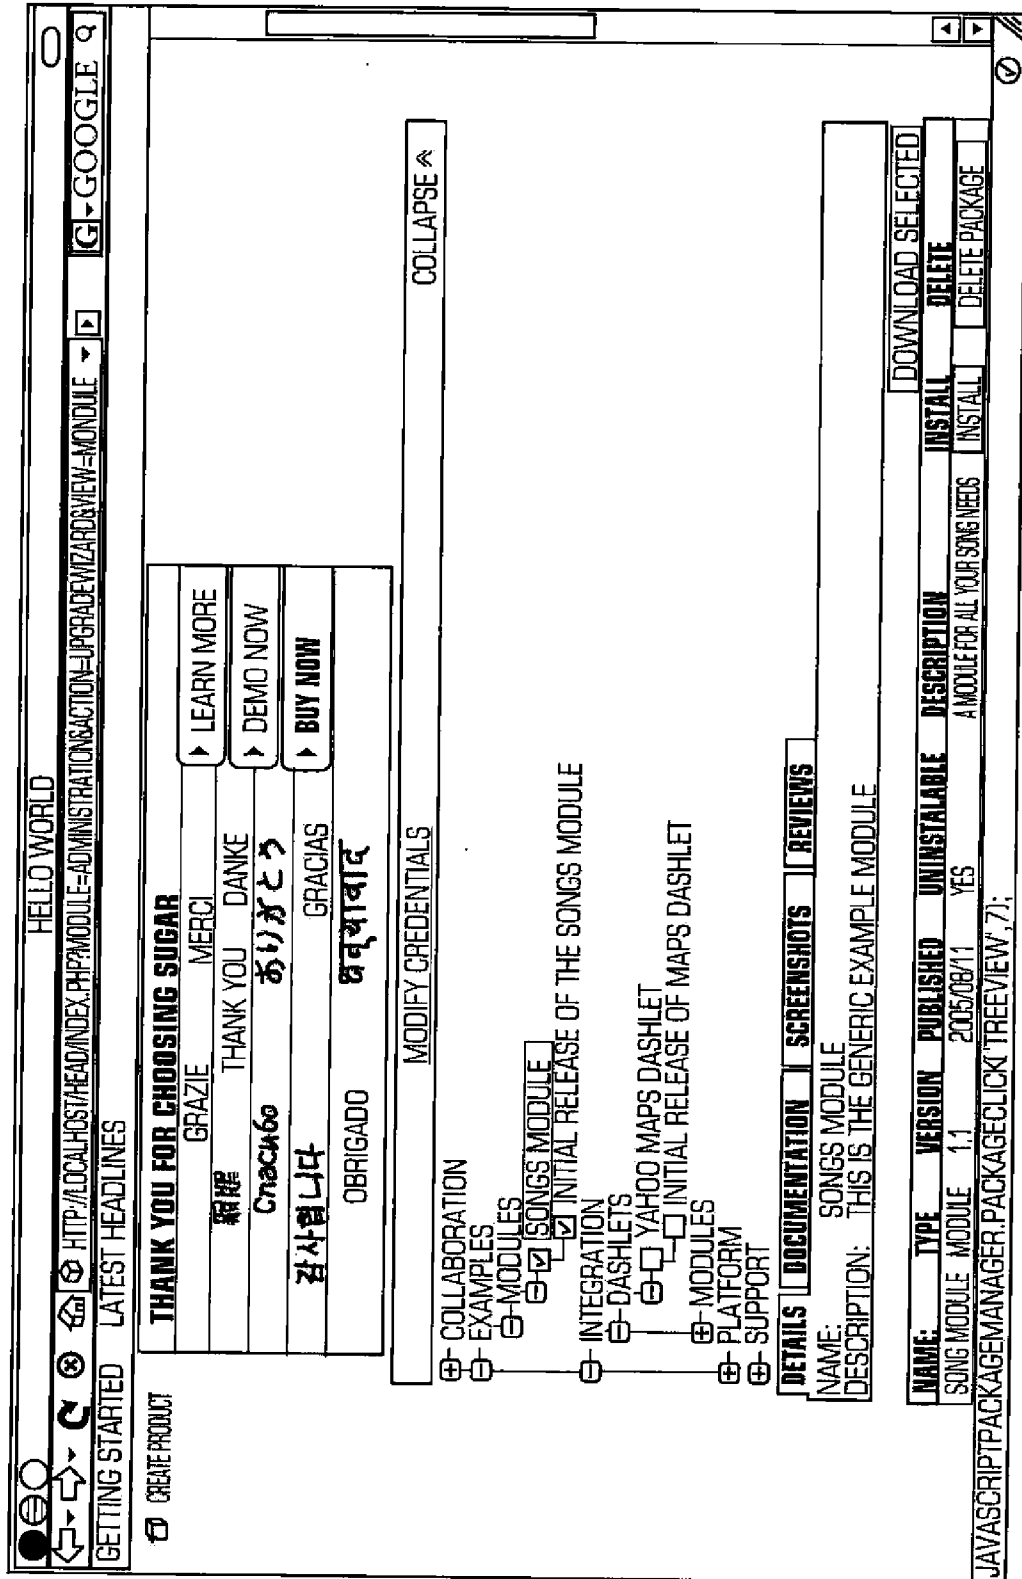 HELLO WORLD
HTTP://LOCALHOST/HEAD/INDEX.PHP?MODULE=ADMINISTRATION&ACTION=UPGRADEWIZARD&VIEW=MONDULE G GOOGLE
GETTING STARTED LATEST HEADLINES
CREATE PRODUCT
THANK YOU FOR CHOOSING SUGAR
GRAZIE MERCI
LEARN MORE
THANK YOU DANKE
DEMO NOW
Спасибо ありがとう
감사합니다 GRACIAS
BUY NOW
OBRIGADO धन्यवाद
MODIFY CREDENTIALS COLLAPSE
COLLABORATION
EXAMPLES
MODULES
SONGS MODULE
INITIAL RELEASE OF THE SONGS MODULE
INTEGRATION
DASHLETS
YAHOO MAPS DASHLET
INITIAL RELEASE OF MAPS DASHLET
MODULES
PLATFORM
SUPPORT
DETAILS DOCUMENTATION SCREENSHOTS REVIEWS
NAME: SONGS MODULE
DESCRIPTION: THIS IS THE GENERIC EXAMPLE MODULE
DOWNLOAD SELECTED
NAME: TYPE VERSION PUBLISHED UNINSTALABLE DESCRIPTION INSTALL DELETE
SONG MODULE MODULE 1.1 2005/08/11 YES A MODULE FOR ALL YOUR SONG NEEDS INSTALL DELETE PACKAGE
JAVASCRIPTPACKAGEMANAGER.PACKAGECLICK('TREEVIEW',7);